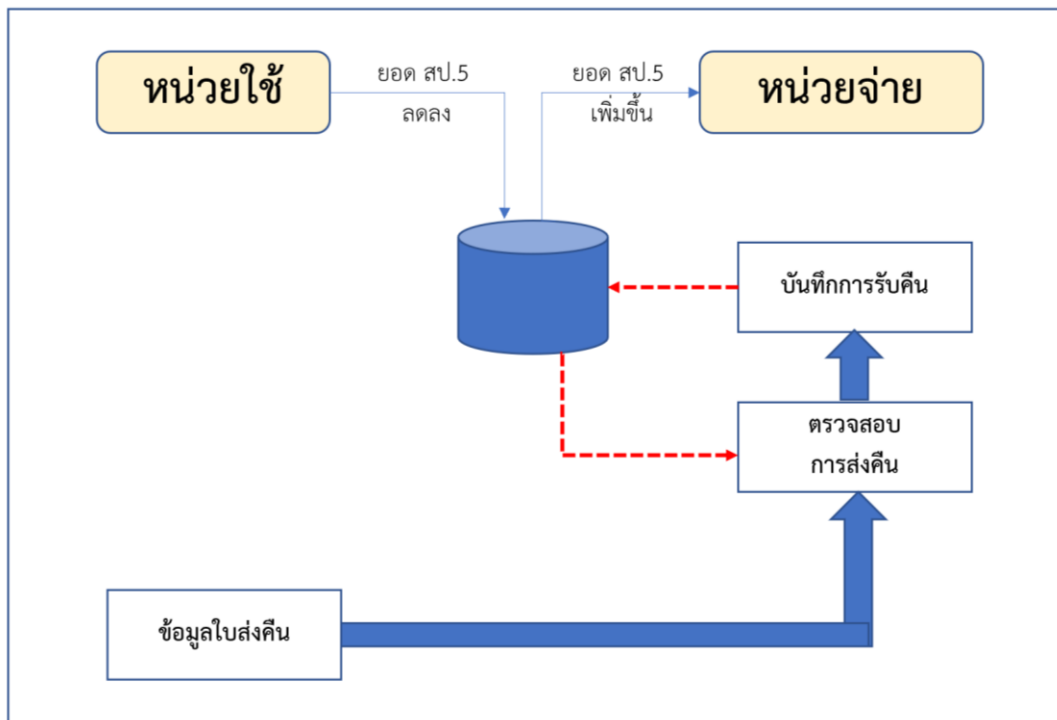 หน่วยใช้
ยอด สป.5
ลดลง
ยอด สป.5
เพิ่มขึ้น
หน่วยจ่าย
บันทึกการรับคืน
ตรวจสอบ
การส่งคืน
ข้อมูลใบส่งคืน